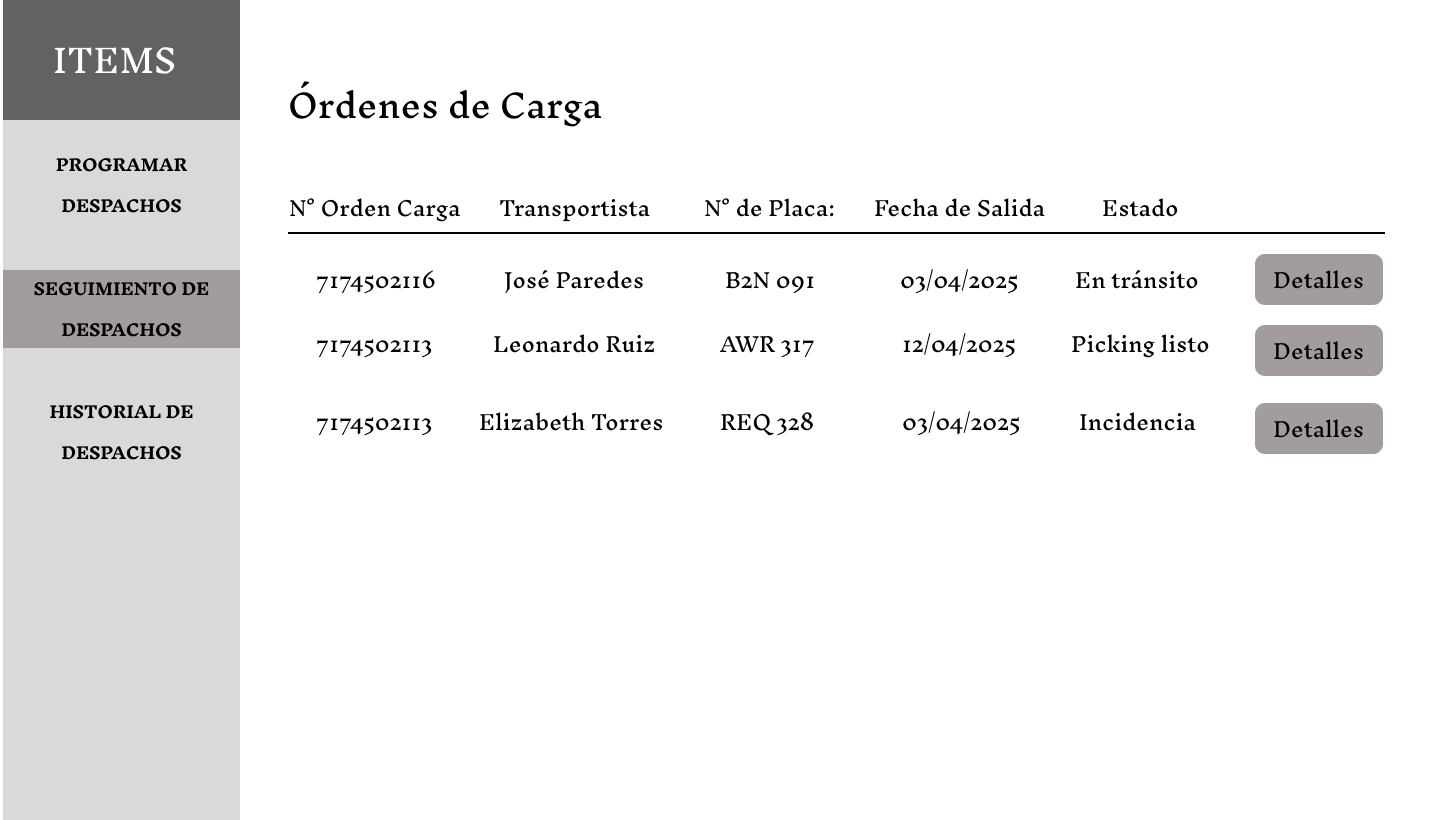 ITEMS
PROGRAMAR
DESPACHOS
SEGUIMIENTO DE
DESPACHOS
HISTORIAL DE
DESPACHOS
Órdenes de Carga
N° Orden Carga Transportista N° de Placa: Fecha de Salida Estado
7174502116 José Paredes B2N 091 03/04/2025 En tránsito Detalles
7174502113 Leonardo Ruiz AWR 317 12/04/2025 Picking listo Detalles
7174502113 Elizabeth Torres REQ 328 03/04/2025 Incidencia Detalles